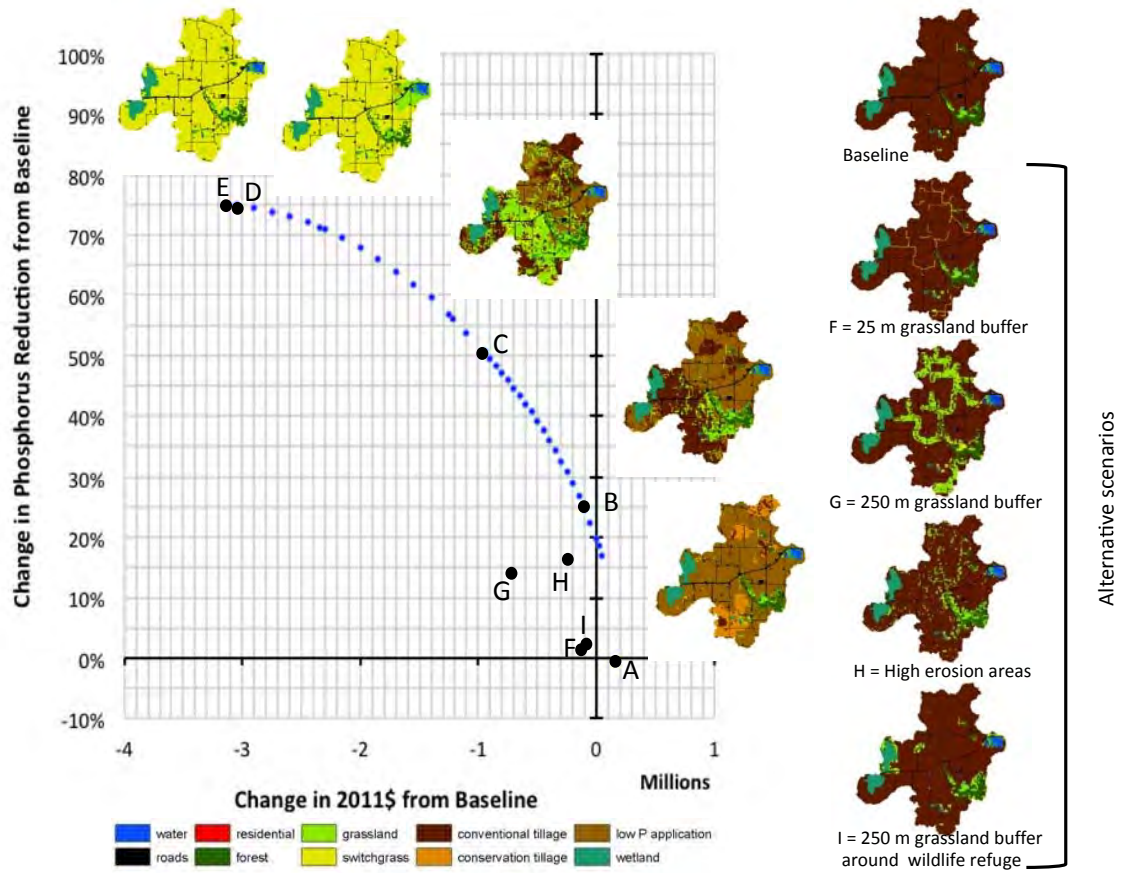 Change in Phosphorus Reduction from Baseline
100%
90%
80%
70%
60%
50%
40%
30%
20%
10%
0%
-10%
E
D
C
B
H
G
I
F
A
-4
-3
-2
-1
0
1
Millions
Change in 2011$ from Baseline
water
residential
grassland
conventional tillage
low P application
roads
forest
switchgrass
conservation tillage
wetland
Baseline
F = 25 m grassland buffer
G = 250 m grassland buffer
H = High erosion areas
I = 250 m grassland buffer
around wildlife refuge
Alternative scenarios